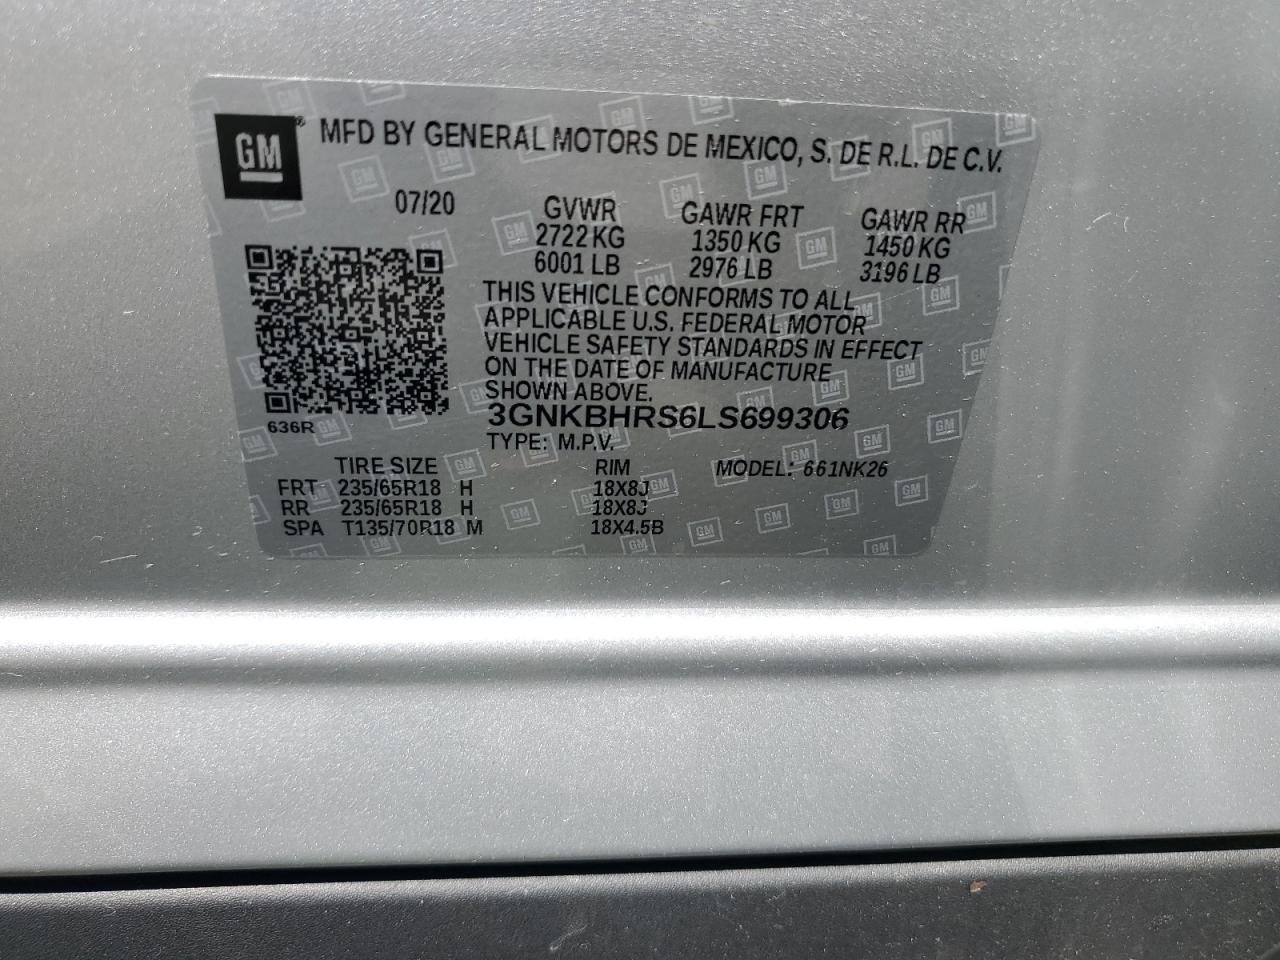 GM® MFD BY GENERAL MOTORS DE MEXICO, S. DE R.L. DE C.V.
07/20 GVWR GAWR FRT GAWR RR
2722 KG 1350 KG 1450 KG
6001 LB 2976 LB 3196 LB
THIS VEHICLE CONFORMS TO ALL
APPLICABLE U.S. FEDERAL MOTOR
VEHICLE SAFETY STANDARDS IN EFFECT
ON THE DATE OF MANUFACTURE
SHOWN ABOVE.
3GNKBHRS6LS699306
636R
TYPE: M.P.V.
TIRE SIZE RIM MODEL: 661NK26
FRT 235/65R18 H 18X8J
RR 235/65R18 H 18X8J
SPA T135/70R18 M 18X4.5B